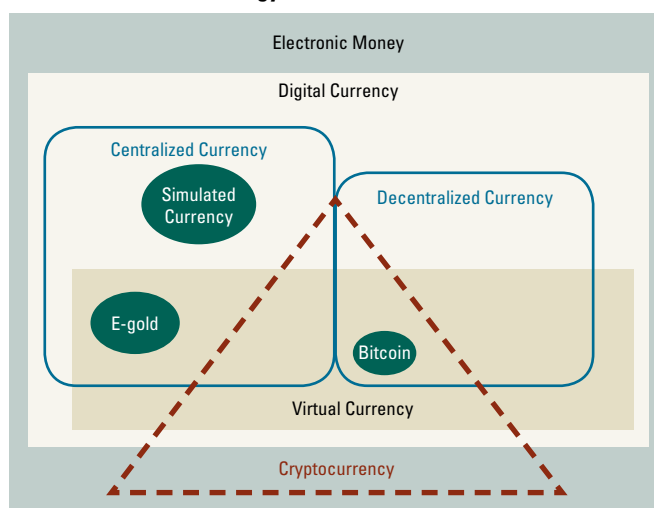 Electronic Money
Digital Currency
Centralized Currency
Simulated
Currency
Decentralized Currency
E-gold
Bitcoin
Virtual Currency
Cryptocurrency